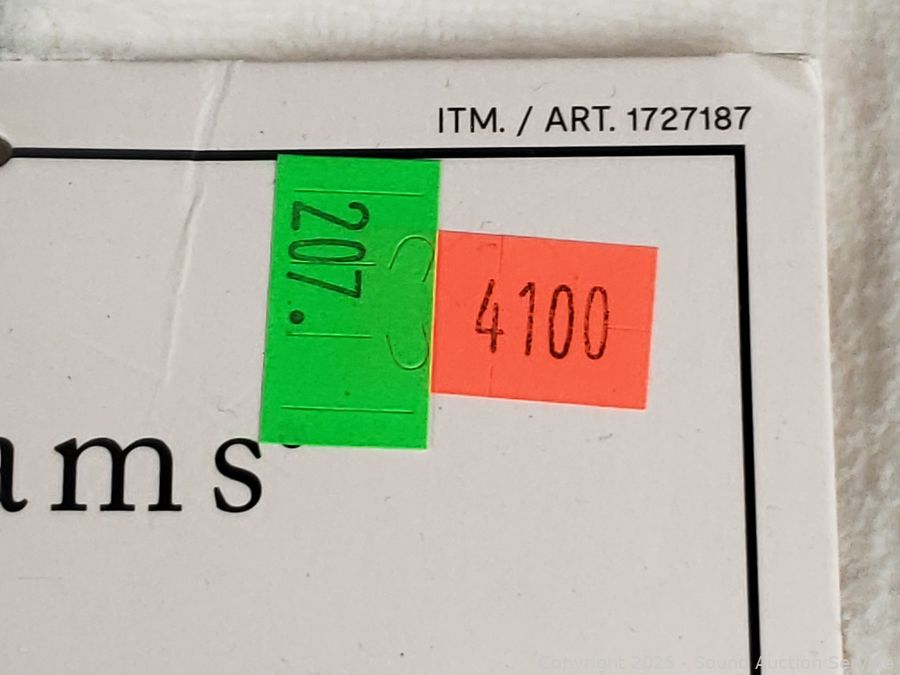 ITM. / ART. 1727187
207.
4100
ams
Copyright 2025 - Sound Auction Service